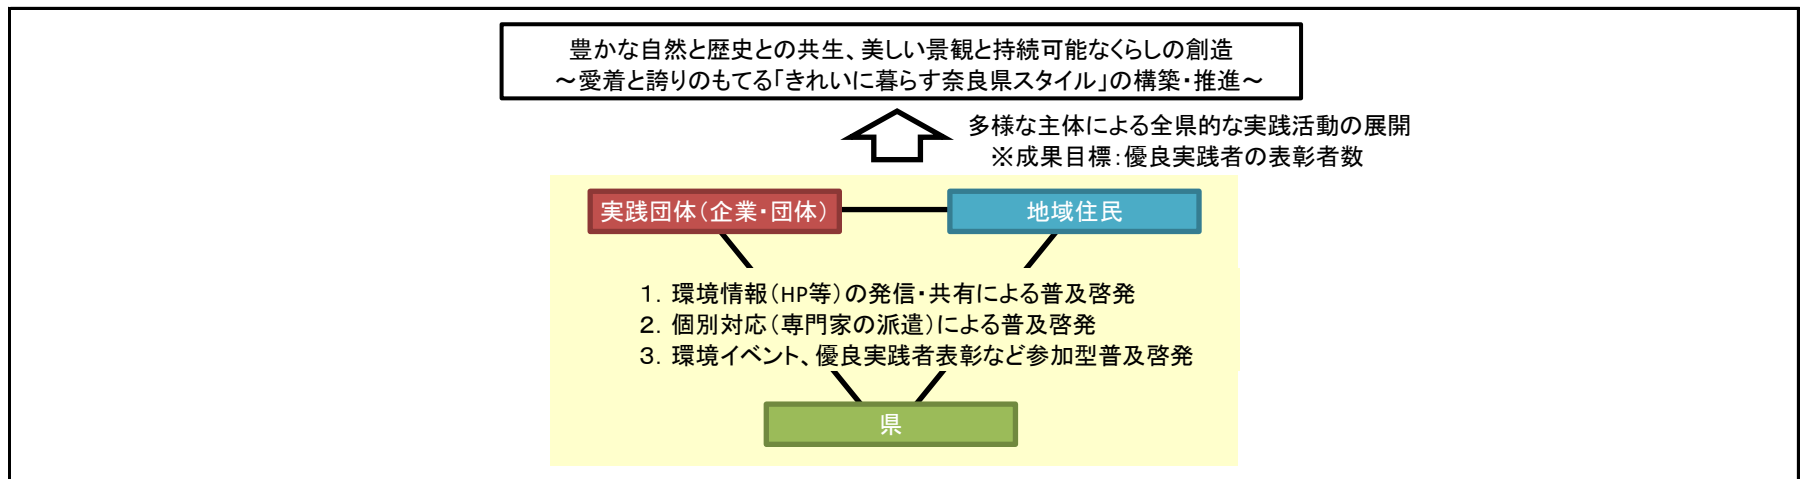 豊かな自然と歴史との共生、美しい景観と持続可能なくらしの創造
～愛着と誇りのもてる「きれいに暮らす奈良県スタイル」の構築・推進～
多様な主体による全県的な実践活動の展開
※成果目標：優良実践者の表彰者数
実践団体（企業・団体）
地域住民
１．環境情報（HP等）の発信・共有による普及啓発
２．個別対応（専門家の派遣）による普及啓発
３．環境イベント、優良実践者表彰など参加型普及啓発
県